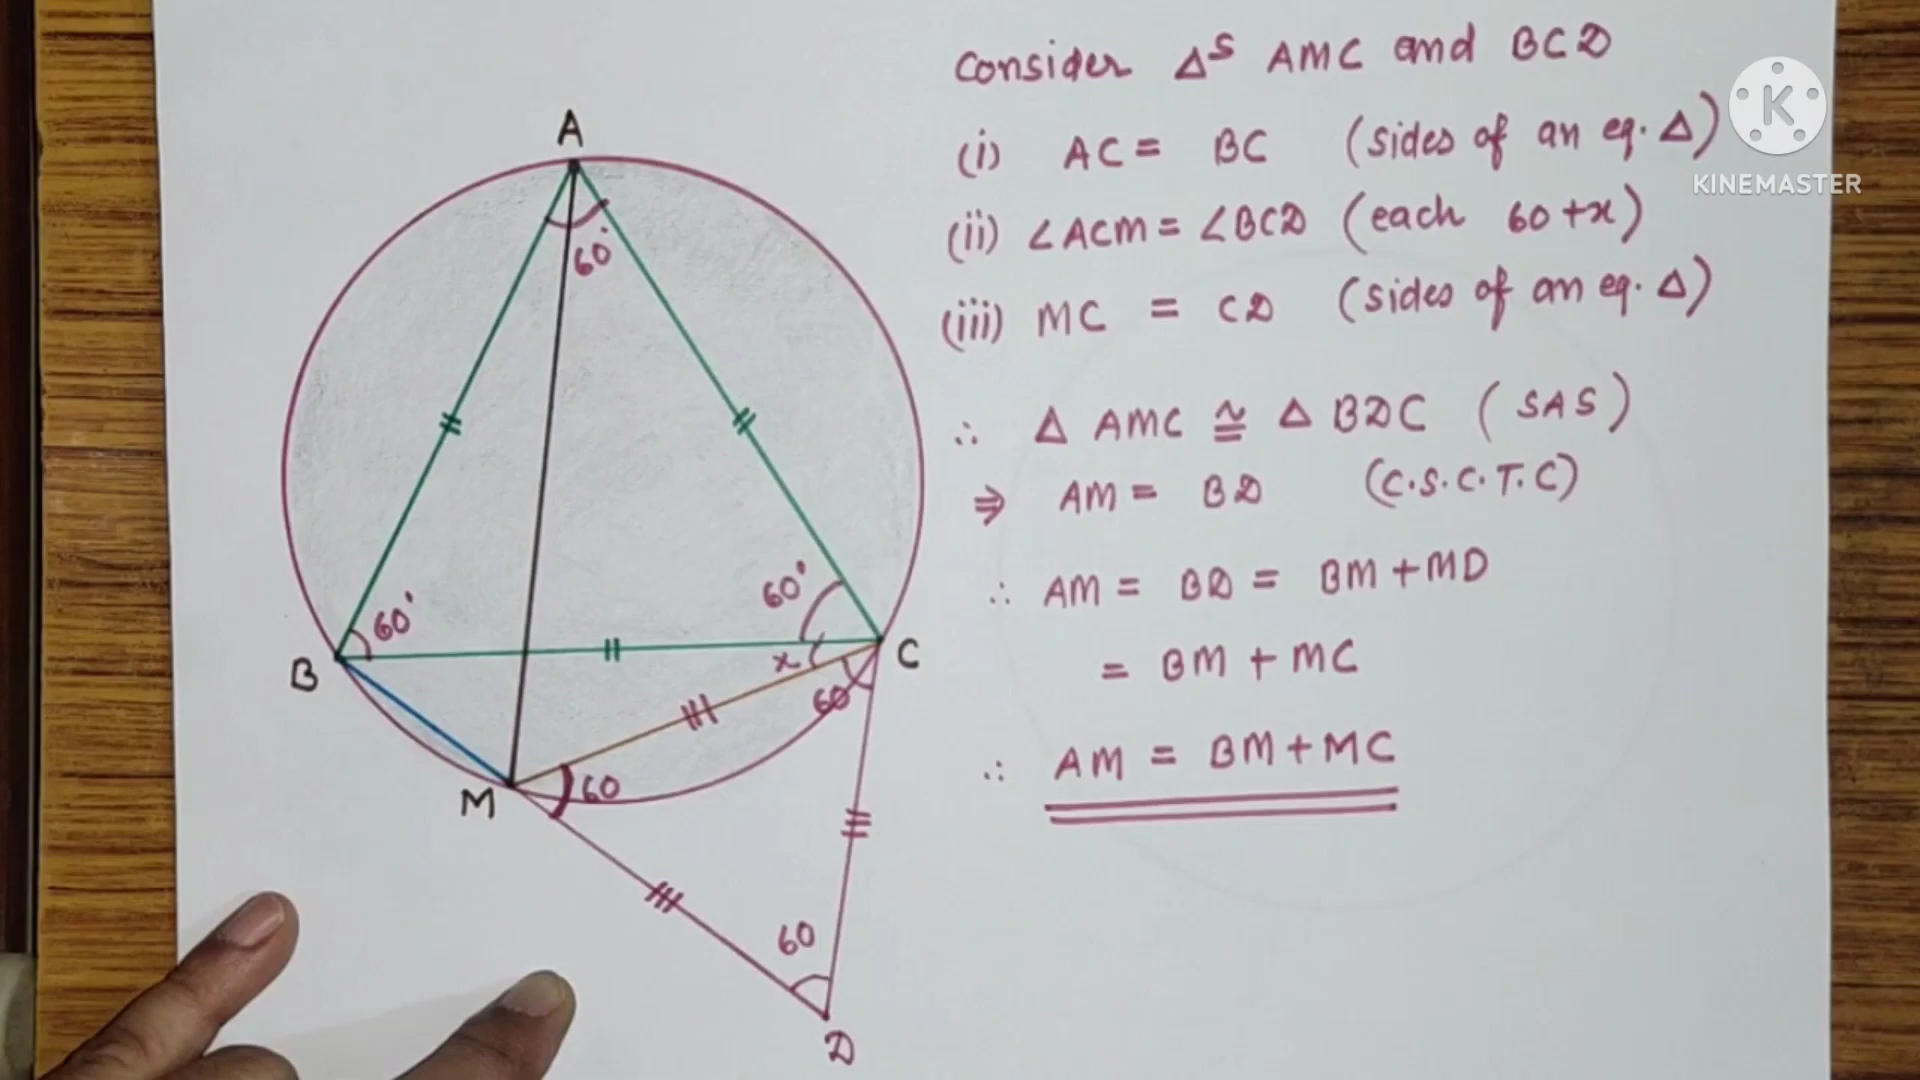 Consider Δˢ AMC and BCD
(i) AC = BC (sides of an eq. Δ)
(ii) ∠ACM = ∠BCD (each 60+x)
(iii) MC = CD (sides of an eq. Δ)
∴ Δ AMC ≅ Δ BDC (SAS)
⇒ AM = BD (C.S.C.T.C)
∴ AM = BD = BM + MD
= BM + MC
∴ AM = BM + MC
K
KINEMASTER
A
60°
B
60°
60°
x
C
60
M
60
60
D